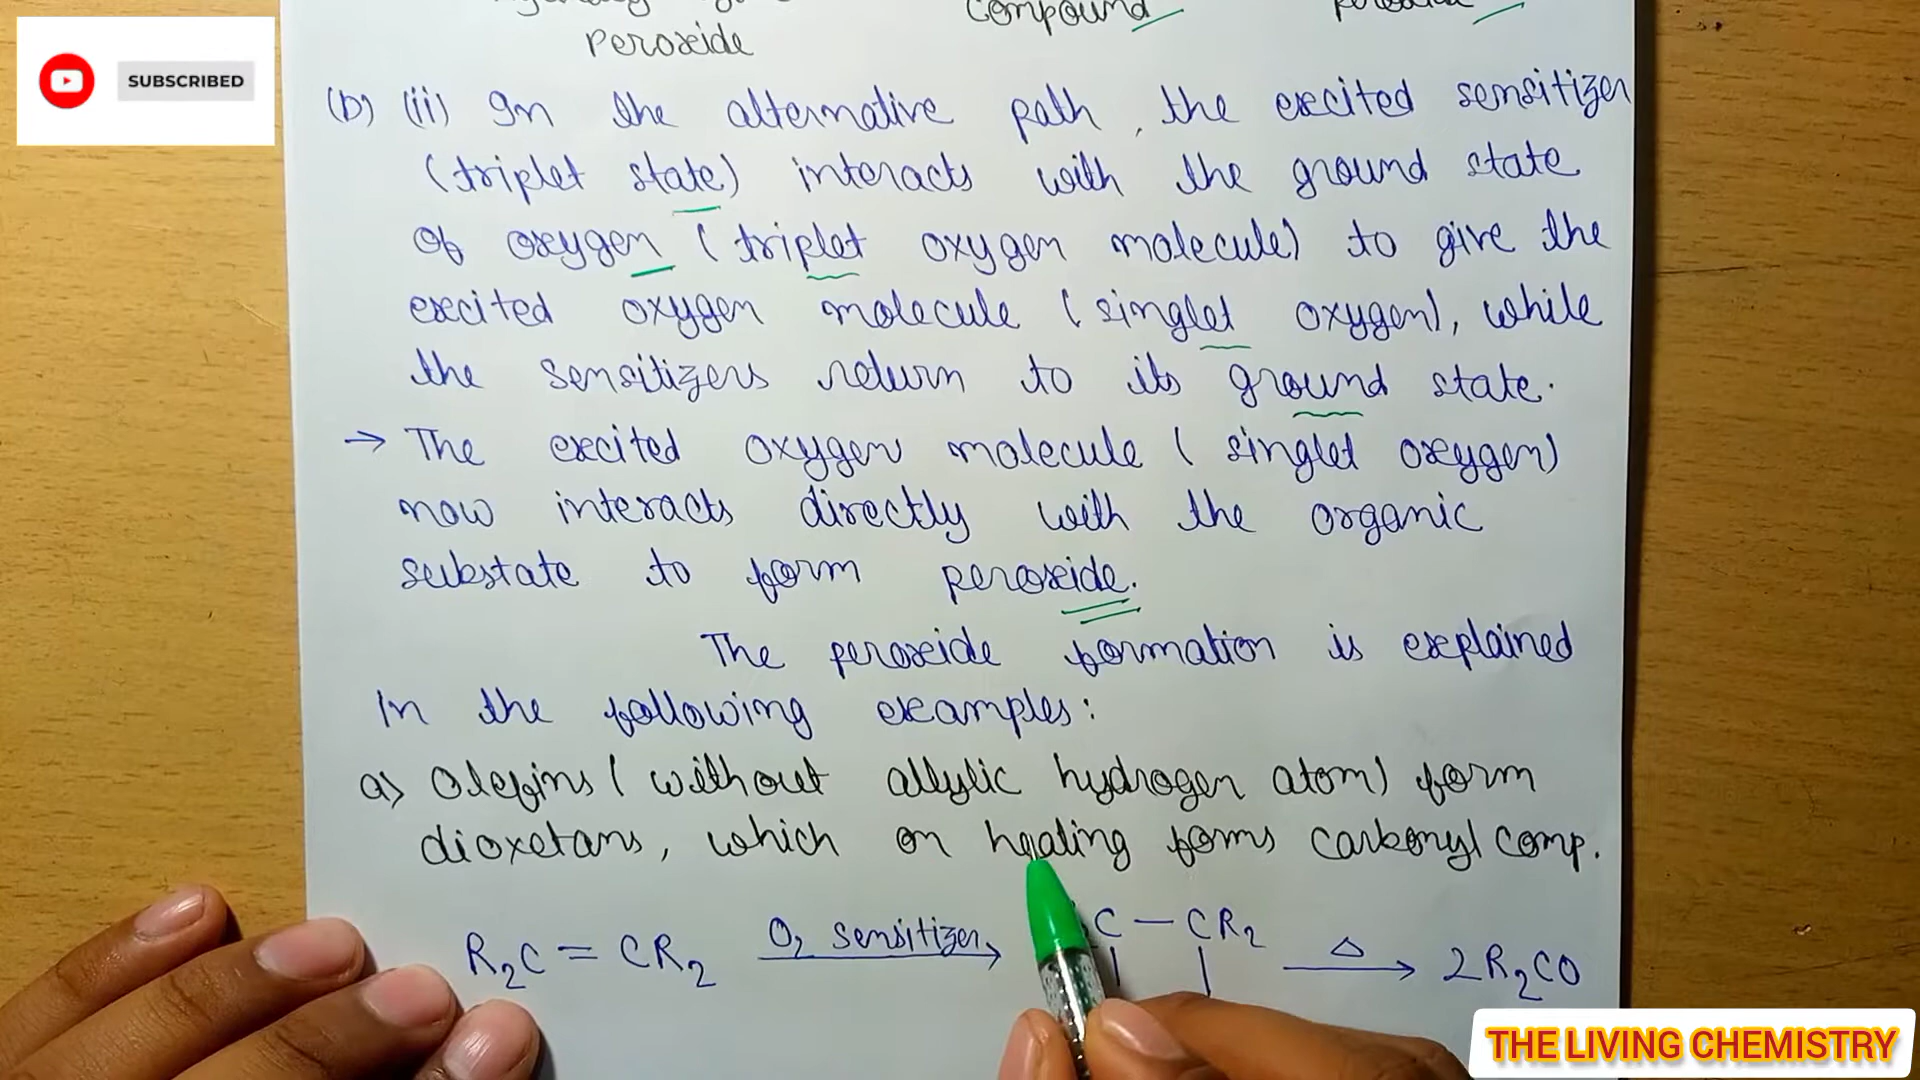 Compound
Peroxide
SUBSCRIBED
(b) (ii) In the alternative path, the excited sensitizer
(triplet state) interacts with the ground state
of oxygen (triplet oxygen molecule) to give the
excited oxygen molecule (singlet oxygen), while
the sensitizers return to its ground state.
→ The excited oxygen molecule (singlet oxygen)
now interacts directly with the organic
substate to form peroxide.
The peroxide formation is explained
in the following examples:
a) Olefins (without allylic hydrogen atom) form
dioxetans, which on heating forms carbonyl comp.
R₂C = CR₂ O₂ sensitizer → C — CR₂ Δ → 2R₂CO
THE LIVING CHEMISTRY